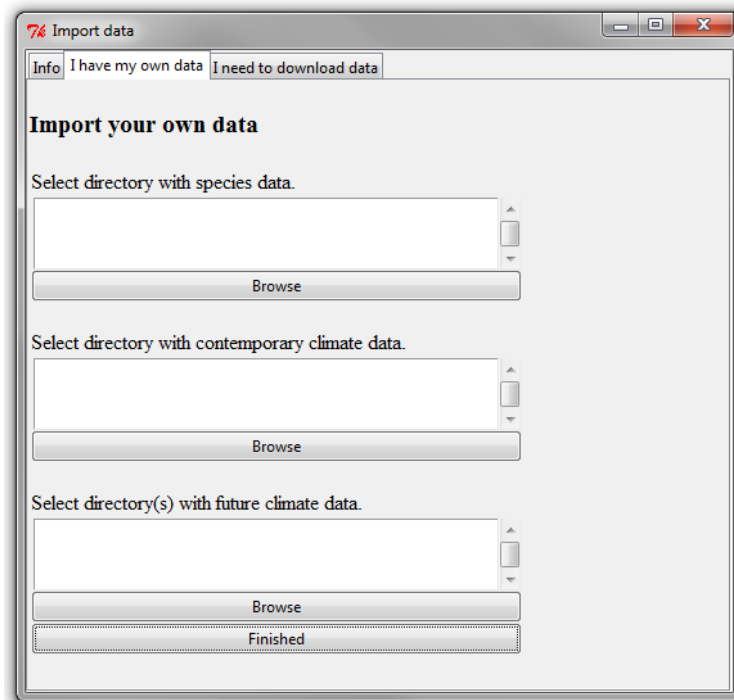 Import data
Info I have my own data I need to download data
Import your own data
Select directory with species data.
Browse
Select directory with contemporary climate data.
Browse
Select directory(s) with future climate data.
Browse
Finished